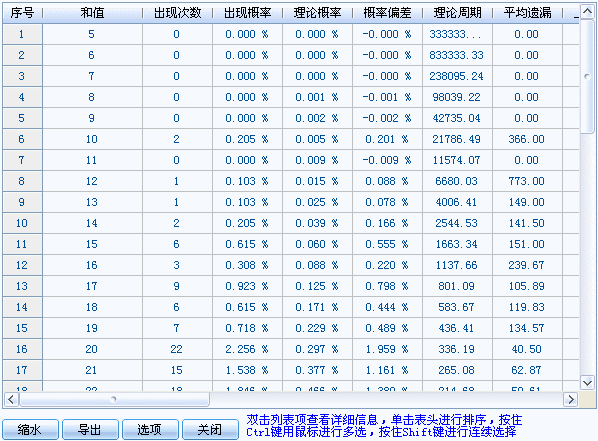 序号 和值 出现次数 出现概率 理论概率 概率偏差 理论周期 平均遗漏
1 5 0 0.000 % 0.000 % -0.000 % 333333... 0.00
2 6 0 0.000 % 0.000 % -0.000 % 833333.33 0.00
3 7 0 0.000 % 0.000 % -0.000 % 238095.24 0.00
4 8 0 0.000 % 0.001 % -0.001 % 98039.22 0.00
5 9 0 0.000 % 0.002 % -0.002 % 42735.04 0.00
6 10 2 0.205 % 0.005 % 0.201 % 21786.49 366.00
7 11 0 0.000 % 0.009 % -0.009 % 11574.07 0.00
8 12 1 0.103 % 0.015 % 0.088 % 6680.03 773.00
9 13 1 0.103 % 0.025 % 0.078 % 4006.41 149.00
10 14 2 0.205 % 0.039 % 0.166 % 2544.53 141.50
11 15 6 0.615 % 0.060 % 0.555 % 1663.34 151.00
12 16 3 0.308 % 0.088 % 0.220 % 1137.66 239.67
13 17 9 0.923 % 0.125 % 0.798 % 801.09 105.89
14 18 6 0.615 % 0.171 % 0.444 % 583.67 119.83
15 19 7 0.718 % 0.229 % 0.489 % 436.41 134.57
16 20 22 2.256 % 0.297 % 1.959 % 336.19 40.50
17 21 15 1.538 % 0.377 % 1.161 % 265.08 62.87
18 22 18 1.846 % 0.466 % 1.380 % 214.68
缩水 导出 选项 关闭
双击列表项查看详细信息，单击表头进行排序，按住
Ctrl键用鼠标进行多选，按住Shift键进行连续选择